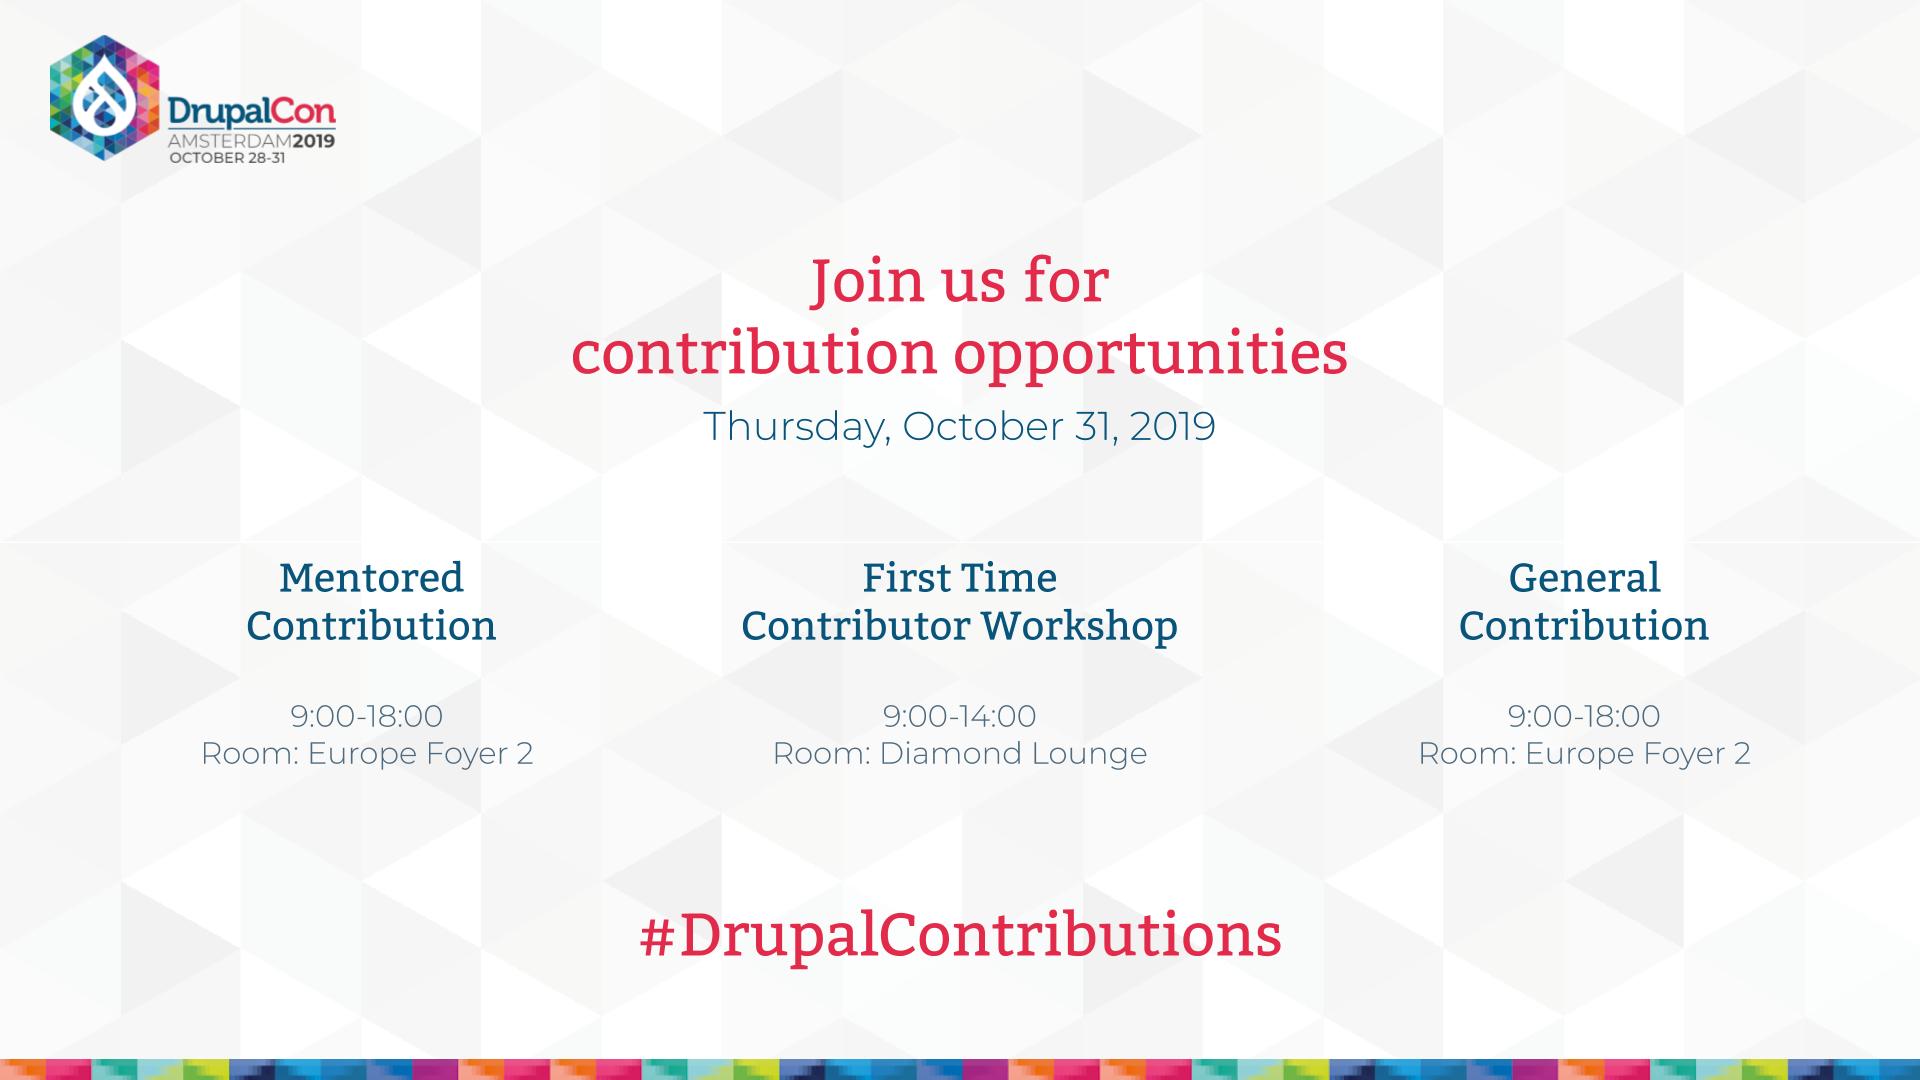 DrupalCon
AMSTERDAM2019
OCTOBER 28-31
Join us for
contribution opportunities
Thursday, October 31, 2019
Mentored
Contribution
9:00-18:00
Room: Europe Foyer 2
First Time
Contributor Workshop
9:00-14:00
Room: Diamond Lounge
General
Contribution
9:00-18:00
Room: Europe Foyer 2
#DrupalContributions